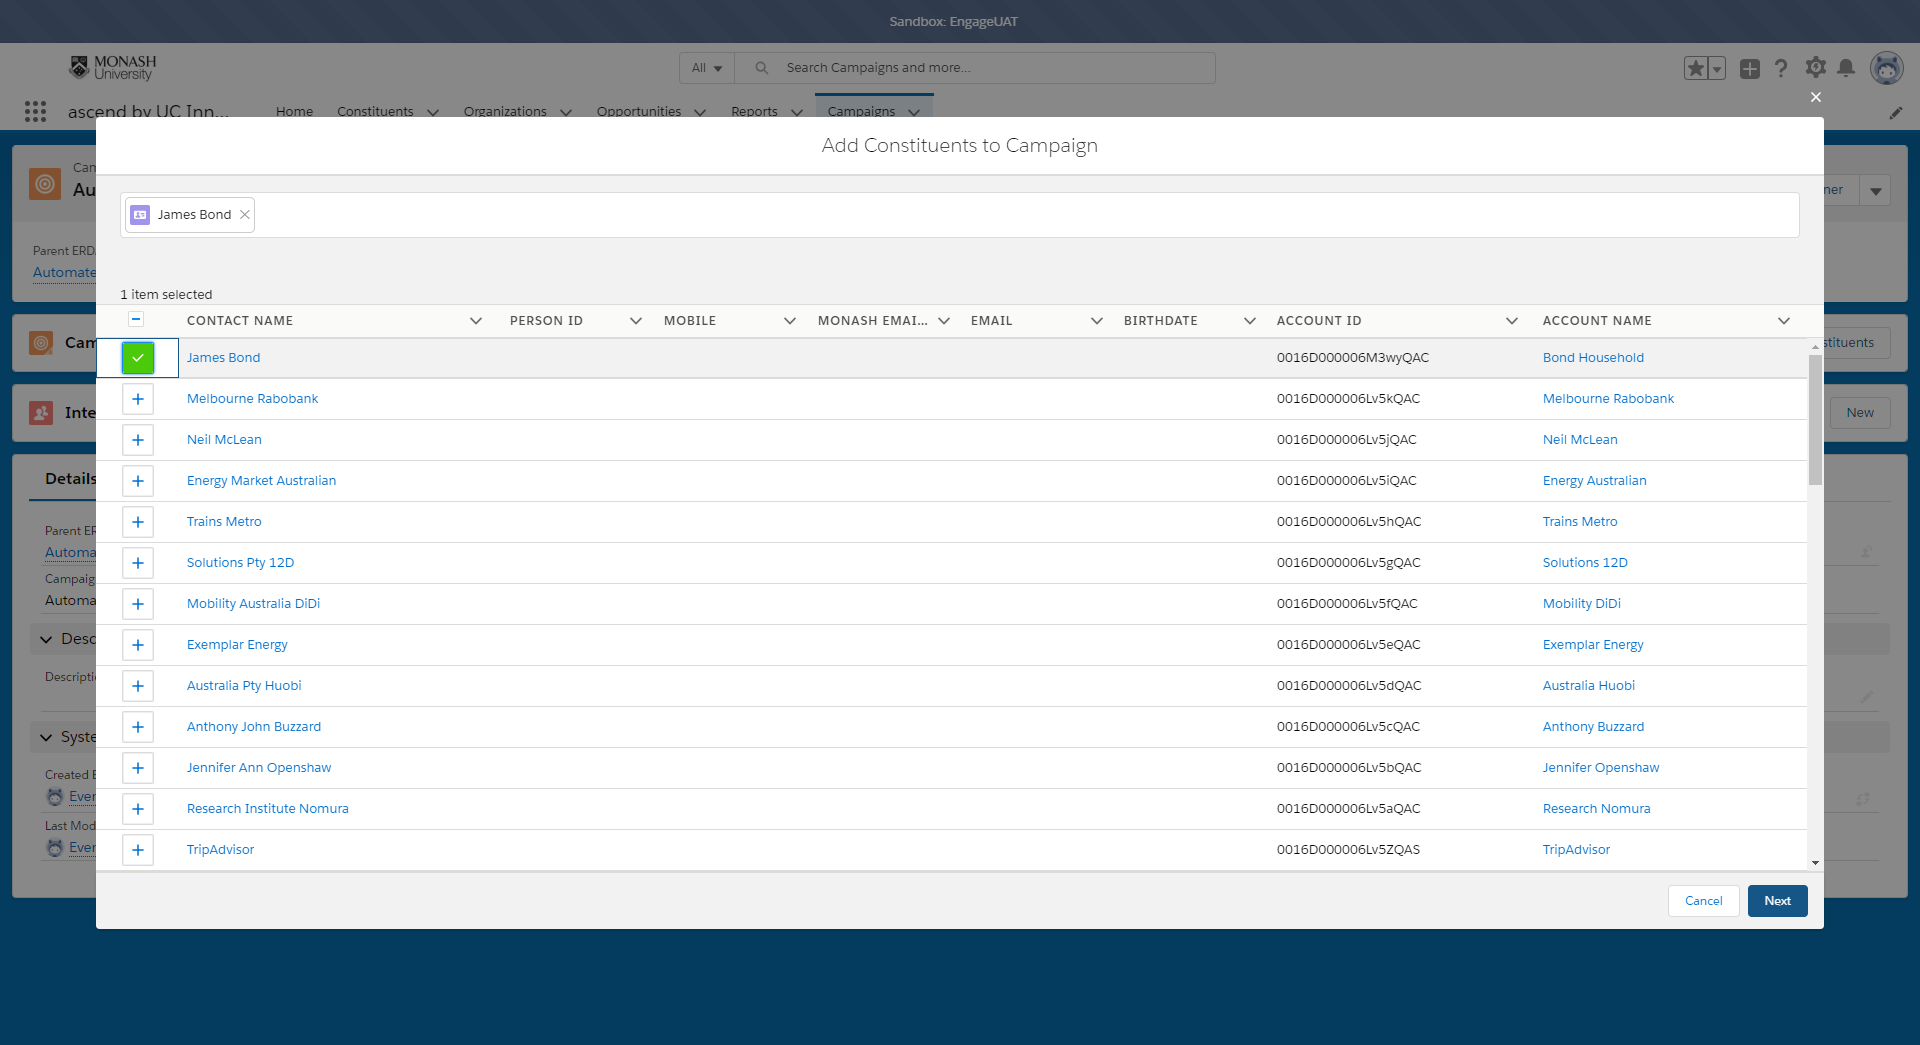 Sandbox: EngageUAT
MONASH University
All
Search Campaigns and more...
ascend by UC Inn...
Home
Constituents
Organizations
Opportunities
Reports
Campaigns
Add Constituents to Campaign
James Bond
1 item selected
CONTACT NAME PERSON ID MOBILE MONASH EMAI... EMAIL BIRTHDATE ACCOUNT ID ACCOUNT NAME
James Bond 0016D000006M3wyQAC Bond Household
Melbourne Rabobank 0016D000006Lv5kQAC Melbourne Rabobank
Neil McLean 0016D000006Lv5jQAC Neil McLean
Energy Market Australian 0016D000006Lv5iQAC Energy Australian
Trains Metro 0016D000006Lv5hQAC Trains Metro
Solutions Pty 12D 0016D000006Lv5gQAC Solutions 12D
Mobility Australia DiDi 0016D000006Lv5fQAC Mobility DiDi
Exemplar Energy 0016D000006Lv5eQAC Exemplar Energy
Australia Pty Huobi 0016D000006Lv5dQAC Australia Huobi
Anthony John Buzzard 0016D000006Lv5cQAC Anthony Buzzard
Jennifer Ann Openshaw 0016D000006Lv5bQAC Jennifer Openshaw
Research Institute Nomura 0016D000006Lv5aQAC Research Nomura
TripAdvisor 0016D000006Lv5ZQAS TripAdvisor
Cancel
Next
Can
Au
ner
Parent ERD
Automate
Cam
stituents
Inte
New
Details
Parent ER
Automa
Campaig
Automa
Desc
Descripti
Syste
Created B
Ever
Last Mod
Ever